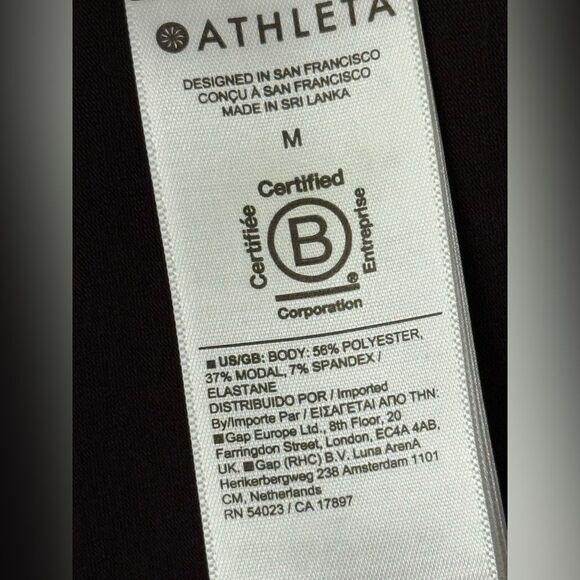 ATHLETA
DESIGNED IN SAN FRANCISCO
CONÇU À SAN FRANCISCO
MADE IN SRI LANKA
M
Certified
Certifiée
B
Entreprise
®
Corporation
■ US/GB: BODY: 56% POLYESTER,
37% MODAL, 7% SPANDEX /
ELASTANE
DISTRIBUIDO POR / Imported
By/Importe Par / ΕΙΣΑΓΕΤΑΙ ΑΠΟ ΤΗΝ:
■ Gap Europe Ltd., 8th Floor, 20
Farringdon Street, London, EC4A 4AB,
UK. ■ Gap (RHC) B.V. Luna ArenA
Herikerbergweg 238 Amsterdam 1101
CM, Netherlands
RN 54023 / CA 17897